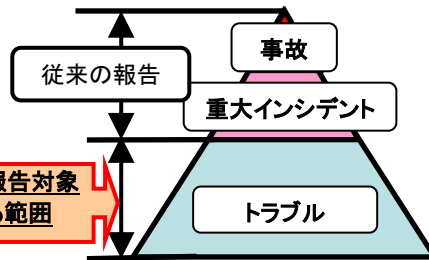 事故
従来の報告
重大インシデント
報告対象
る範囲
トラブル